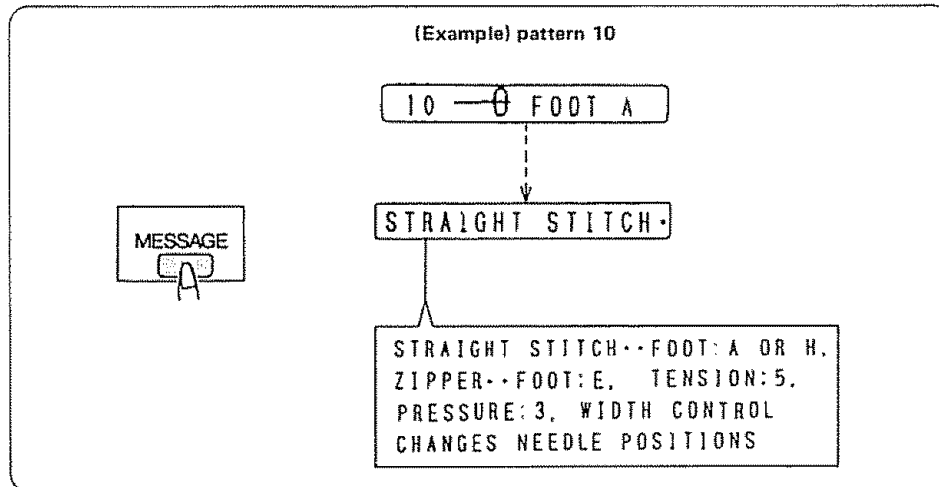 (Example) pattern 10
10 FOOT A
STRAIGHT STITCH・
MESSAGE
STRAIGHT STITCH・・FOOT:A OR H,
ZIPPER・・FOOT:E, TENSION:5,
PRESSURE:3, WIDTH CONTROL
CHANGES NEEDLE POSITIONS